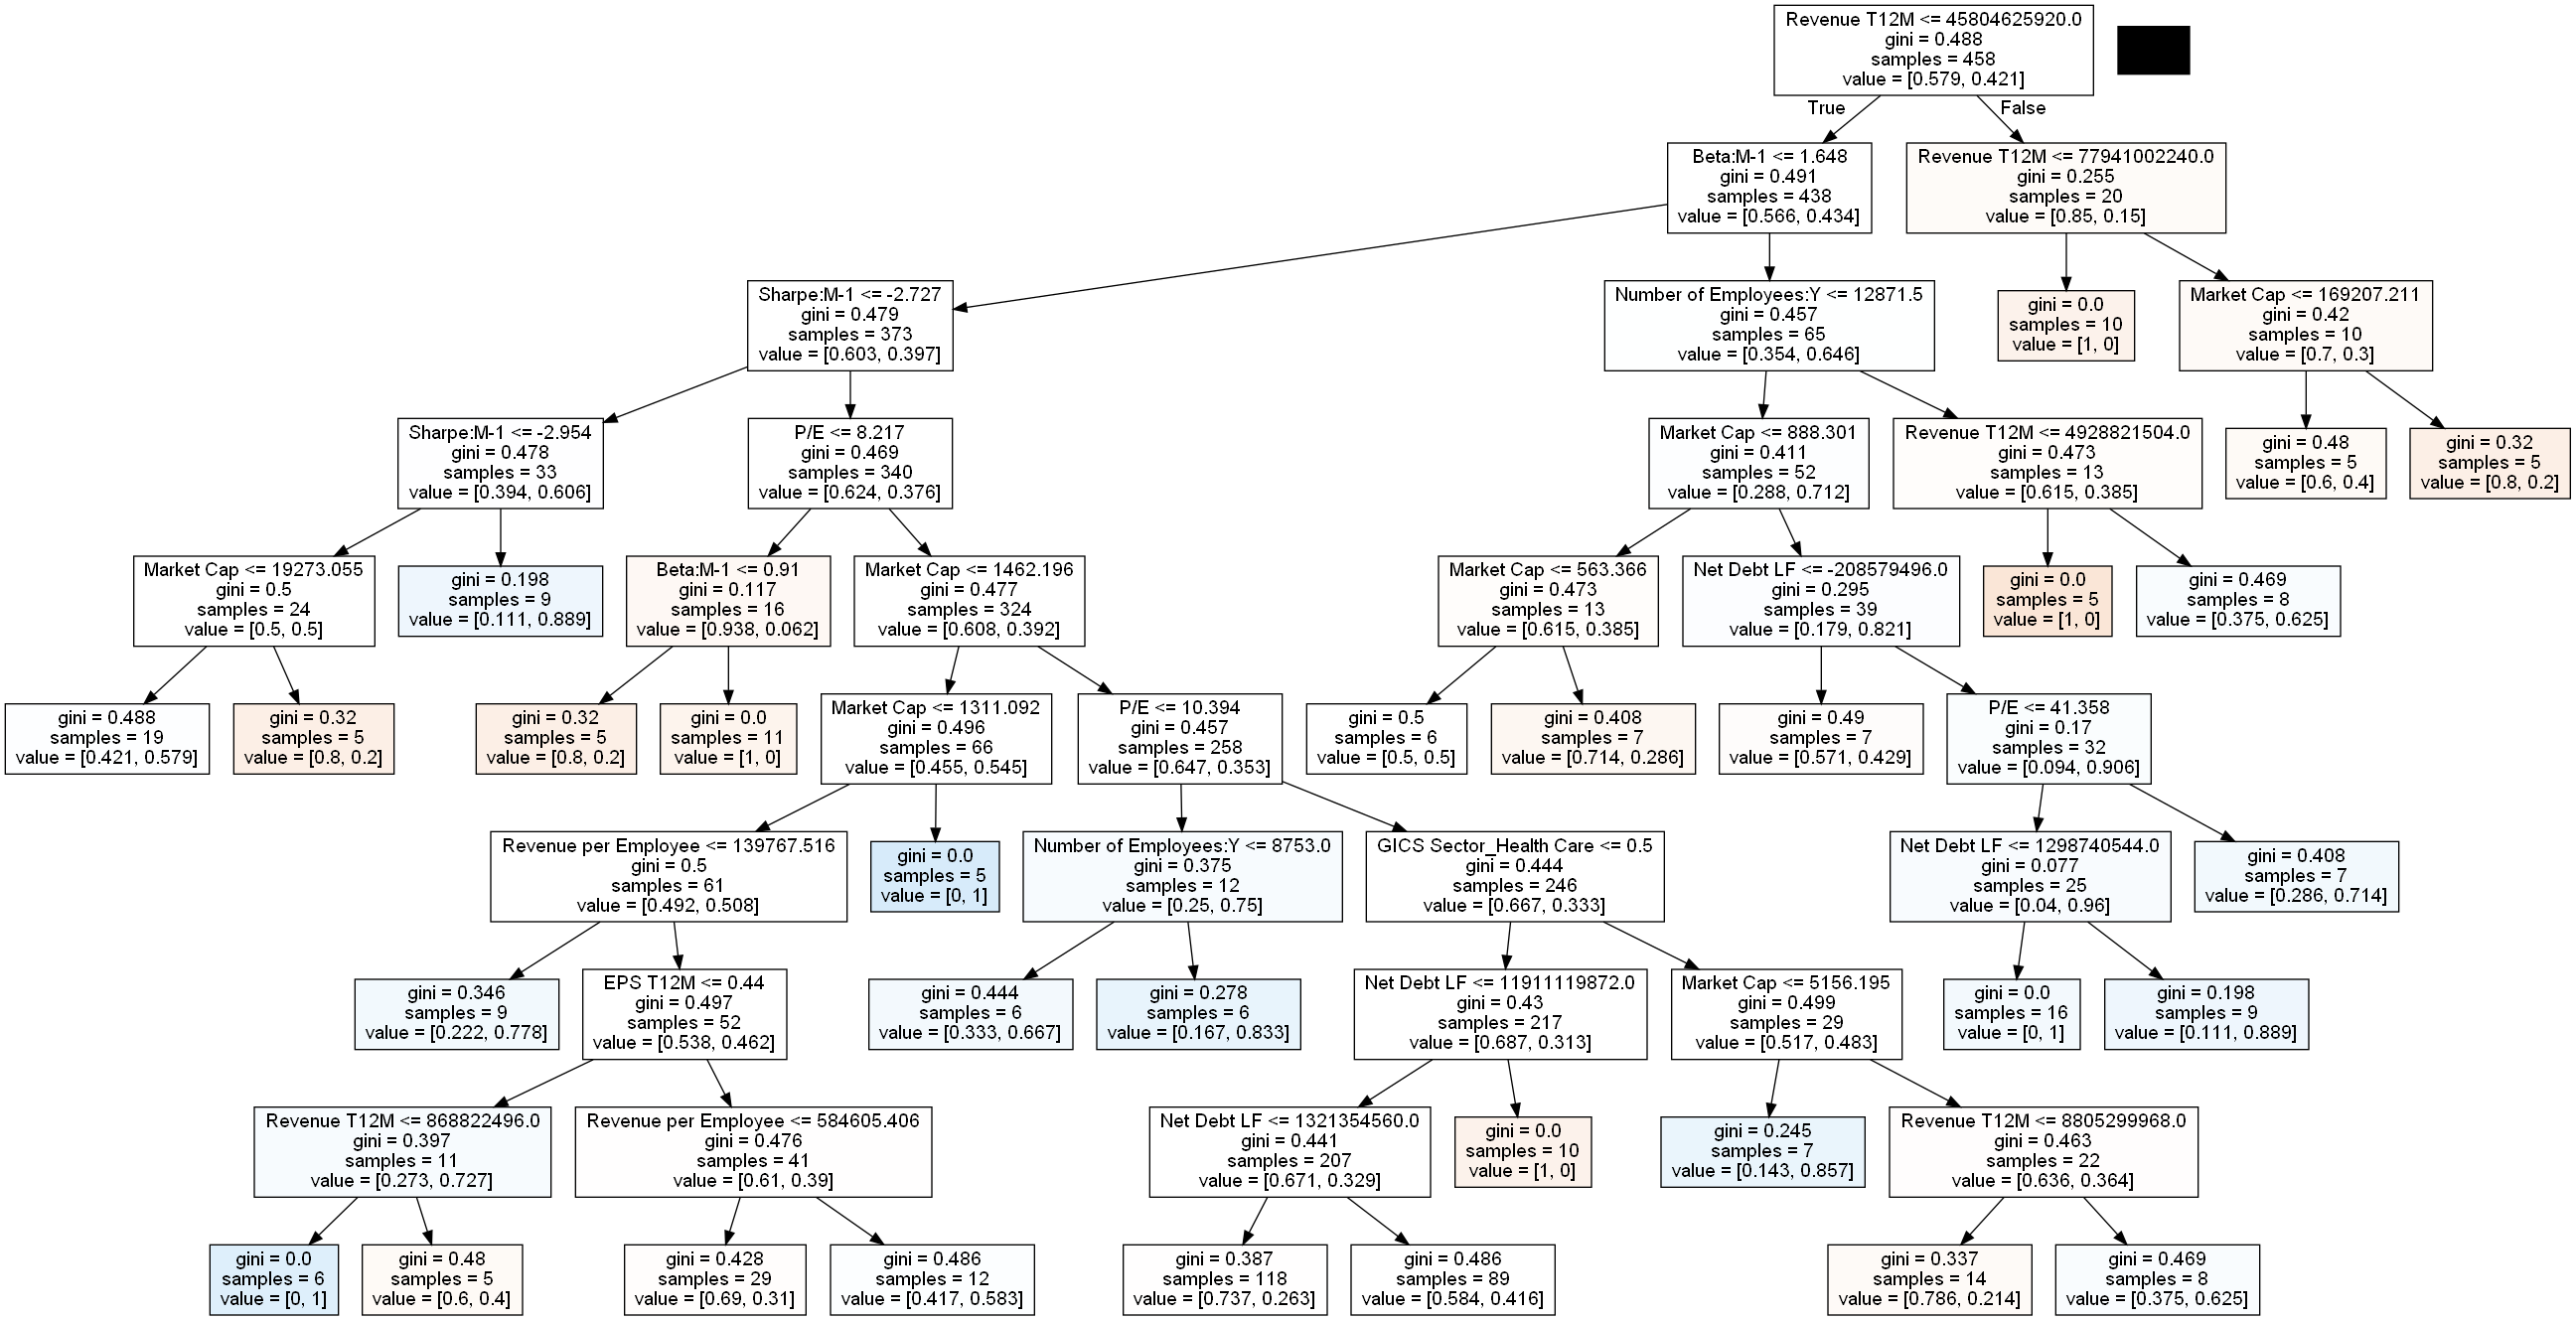 Revenue T12M <= 45804625920.0
gini = 0.488
samples = 458
value = [0.579, 0.421]
True
False
Beta:M-1 <= 1.648
gini = 0.491
samples = 438
value = [0.566, 0.434]
Revenue T12M <= 77941002240.0
gini = 0.255
samples = 20
value = [0.85, 0.15]
Sharpe:M-1 <= -2.727
gini = 0.479
samples = 373
value = [0.603, 0.397]
Number of Employees:Y <= 12871.5
gini = 0.457
samples = 65
value = [0.354, 0.646]
gini = 0.0
samples = 10
value = [1, 0]
Market Cap <= 169207.211
gini = 0.42
samples = 10
value = [0.7, 0.3]
Sharpe:M-1 <= -2.954
gini = 0.478
samples = 33
value = [0.394, 0.606]
P/E <= 8.217
gini = 0.469
samples = 340
value = [0.624, 0.376]
Market Cap <= 888.301
gini = 0.411
samples = 52
value = [0.288, 0.712]
Revenue T12M <= 4928821504.0
gini = 0.473
samples = 13
value = [0.615, 0.385]
gini = 0.48
samples = 5
value = [0.6, 0.4]
gini = 0.32
samples = 5
value = [0.8, 0.2]
Market Cap <= 19273.055
gini = 0.5
samples = 24
value = [0.5, 0.5]
gini = 0.198
samples = 9
value = [0.111, 0.889]
Beta:M-1 <= 0.91
gini = 0.117
samples = 16
value = [0.938, 0.062]
Market Cap <= 1462.196
gini = 0.477
samples = 324
value = [0.608, 0.392]
Market Cap <= 563.366
gini = 0.473
samples = 13
value = [0.615, 0.385]
Net Debt LF <= -208579496.0
gini = 0.295
samples = 39
value = [0.179, 0.821]
gini = 0.0
samples = 5
value = [1, 0]
gini = 0.469
samples = 8
value = [0.375, 0.625]
gini = 0.488
samples = 19
value = [0.421, 0.579]
gini = 0.32
samples = 5
value = [0.8, 0.2]
gini = 0.32
samples = 5
value = [0.8, 0.2]
gini = 0.0
samples = 11
value = [1, 0]
Market Cap <= 1311.092
gini = 0.496
samples = 66
value = [0.455, 0.545]
P/E <= 10.394
gini = 0.457
samples = 258
value = [0.647, 0.353]
gini = 0.5
samples = 6
value = [0.5, 0.5]
gini = 0.408
samples = 7
value = [0.714, 0.286]
gini = 0.49
samples = 7
value = [0.571, 0.429]
P/E <= 41.358
gini = 0.17
samples = 32
value = [0.094, 0.906]
Revenue per Employee <= 139767.516
gini = 0.5
samples = 61
value = [0.492, 0.508]
gini = 0.0
samples = 5
value = [0, 1]
Number of Employees:Y <= 8753.0
gini = 0.375
samples = 12
value = [0.25, 0.75]
GICS Sector_Health Care <= 0.5
gini = 0.444
samples = 246
value = [0.667, 0.333]
Net Debt LF <= 1298740544.0
gini = 0.077
samples = 25
value = [0.04, 0.96]
gini = 0.408
samples = 7
value = [0.286, 0.714]
gini = 0.346
samples = 9
value = [0.222, 0.778]
EPS T12M <= 0.44
gini = 0.497
samples = 52
value = [0.538, 0.462]
gini = 0.444
samples = 6
value = [0.333, 0.667]
gini = 0.278
samples = 6
value = [0.167, 0.833]
Net Debt LF <= 11911119872.0
gini = 0.43
samples = 217
value = [0.687, 0.313]
Market Cap <= 5156.195
gini = 0.499
samples = 29
value = [0.517, 0.483]
gini = 0.0
samples = 16
value = [0, 1]
gini = 0.198
samples = 9
value = [0.111, 0.889]
Revenue T12M <= 868822496.0
gini = 0.397
samples = 11
value = [0.273, 0.727]
Revenue per Employee <= 584605.406
gini = 0.476
samples = 41
value = [0.61, 0.39]
Net Debt LF <= 1321354560.0
gini = 0.441
samples = 207
value = [0.671, 0.329]
gini = 0.0
samples = 10
value = [1, 0]
gini = 0.245
samples = 7
value = [0.143, 0.857]
Revenue T12M <= 8805299968.0
gini = 0.463
samples = 22
value = [0.636, 0.364]
gini = 0.0
samples = 6
value = [0, 1]
gini = 0.48
samples = 5
value = [0.6, 0.4]
gini = 0.428
samples = 29
value = [0.69, 0.31]
gini = 0.486
samples = 12
value = [0.417, 0.583]
gini = 0.387
samples = 118
value = [0.737, 0.263]
gini = 0.486
samples = 89
value = [0.584, 0.416]
gini = 0.337
samples = 14
value = [0.786, 0.214]
gini = 0.469
samples = 8
value = [0.375, 0.625]